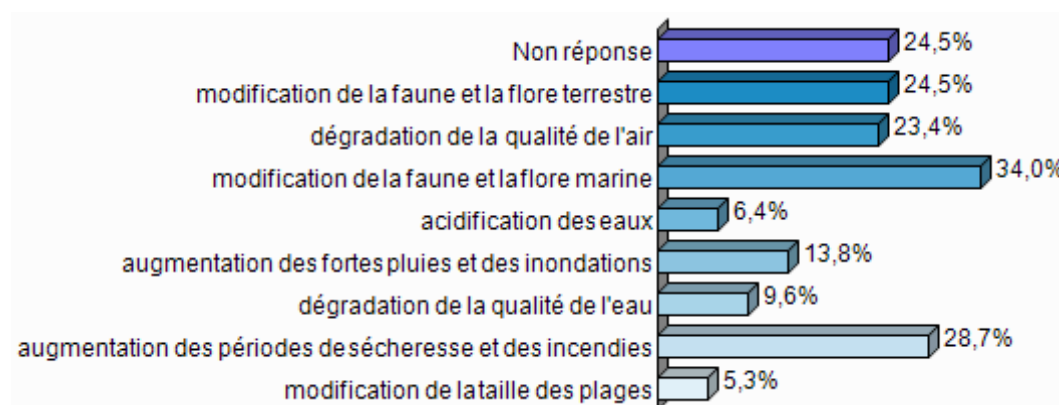 Non réponse 24,5%
modification de la faune et la flore terrestre 24,5%
dégradation de la qualité de l'air 23,4%
modification de la faune et la flore marine 34,0%
acidification des eaux 6,4%
augmentation des fortes pluies et des inondations 13,8%
dégradation de la qualité de l'eau 9,6%
augmentation des périodes de sécheresse et des incendies 28,7%
modification de la taille des plages 5,3%